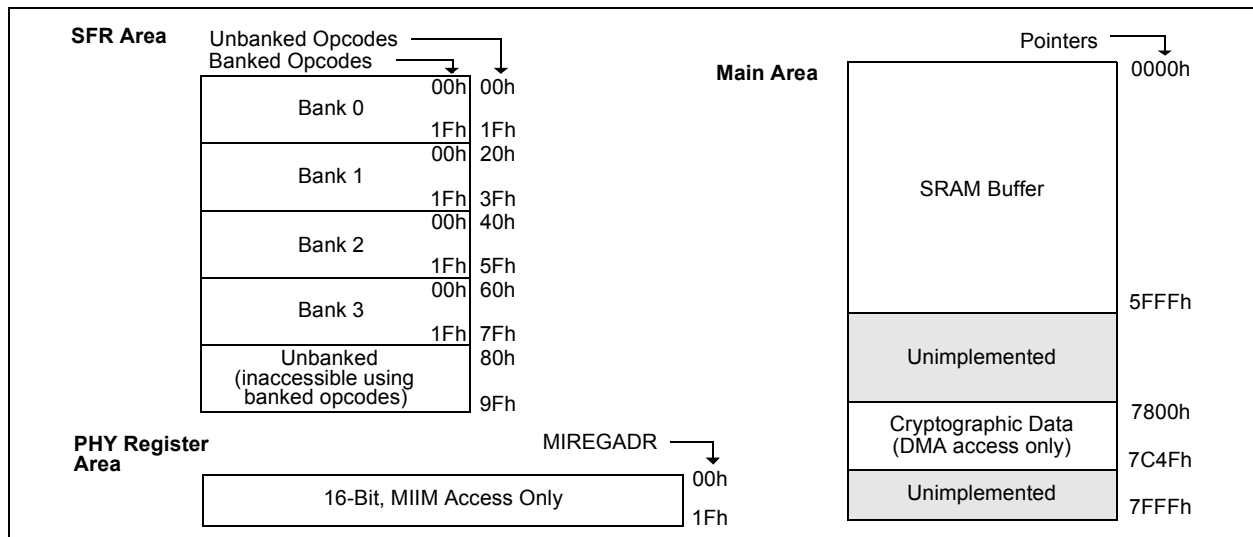 SFR Area
Unbanked Opcodes
Banked Opcodes
00h 00h
Bank 0
1Fh 1Fh
00h 20h
Bank 1
1Fh 3Fh
00h 40h
Bank 2
1Fh 5Fh
00h 60h
Bank 3
1Fh 7Fh
Unbanked
(inaccessible using
banked opcodes)
80h
9Fh
PHY Register
Area
MIREGADR
00h
16-Bit, MIIM Access Only
1Fh
Main Area
Pointers
0000h
SRAM Buffer
5FFFh
Unimplemented
7800h
Cryptographic Data
(DMA access only)
7C4Fh
Unimplemented
7FFFh